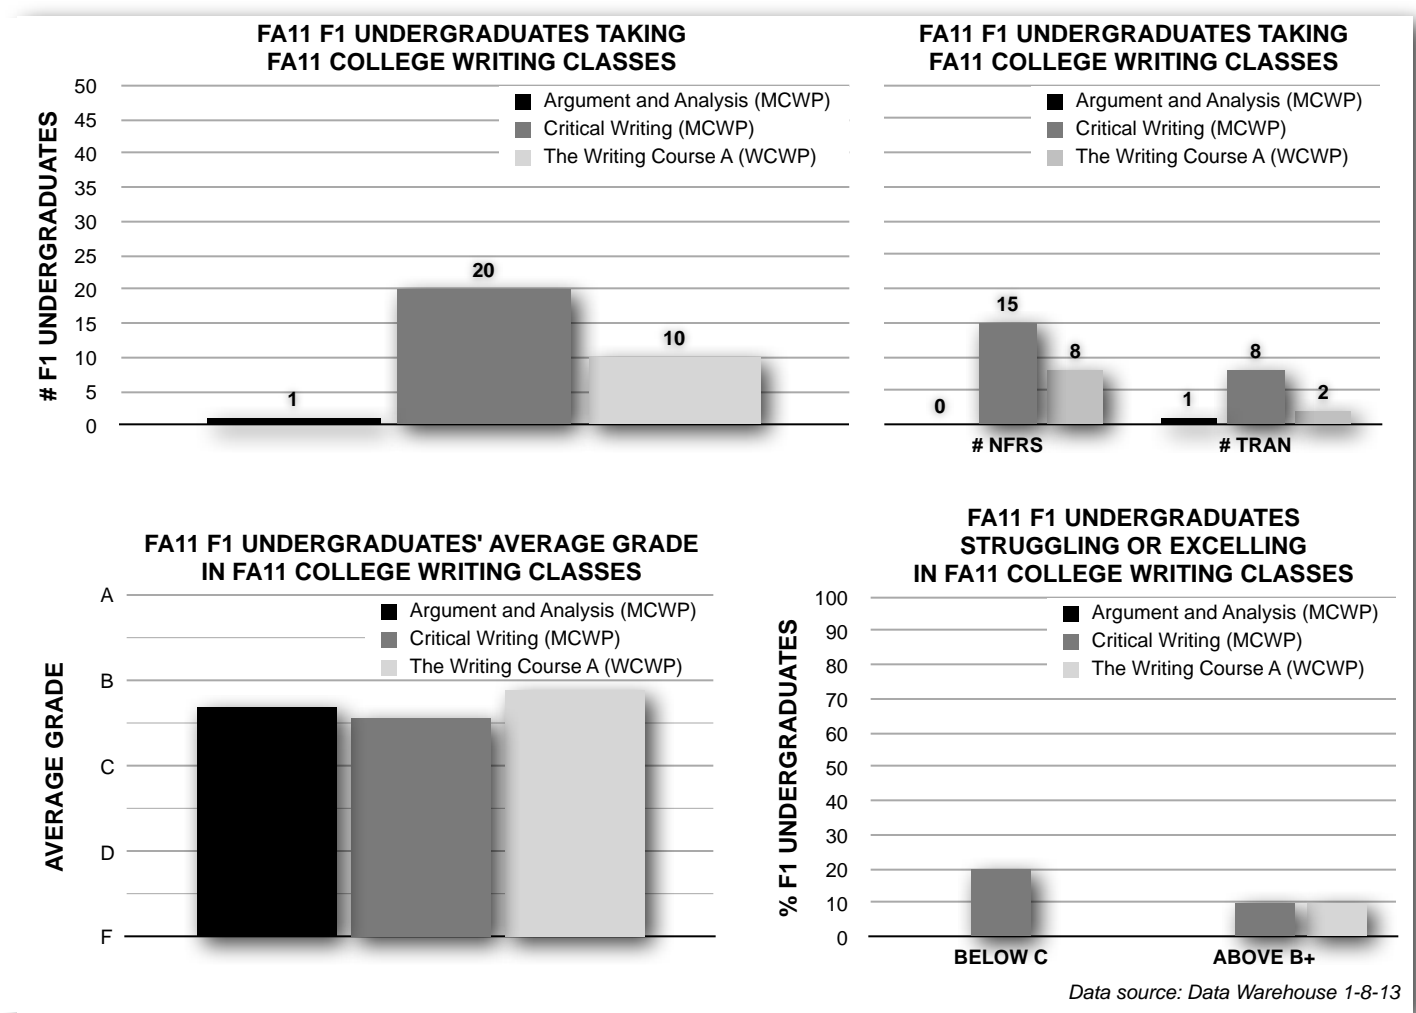 FA11 F1 UNDERGRADUATES TAKING
FA11 COLLEGE WRITING CLASSES
# F1 UNDERGRADUATES
50
45
40
35
30
25
20
15
10
5
0
Argument and Analysis (MCWP)
Critical Writing (MCWP)
The Writing Course A (WCWP)
1
20
10
FA11 F1 UNDERGRADUATES TAKING
FA11 COLLEGE WRITING CLASSES
Argument and Analysis (MCWP)
Critical Writing (MCWP)
The Writing Course A (WCWP)
0
15
8
1
8
2
# NFRS
# TRAN
FA11 F1 UNDERGRADUATES' AVERAGE GRADE
IN FA11 COLLEGE WRITING CLASSES
AVERAGE GRADE
A
B
C
D
F
Argument and Analysis (MCWP)
Critical Writing (MCWP)
The Writing Course A (WCWP)
FA11 F1 UNDERGRADUATES
STRUGGLING OR EXCELLING
IN FA11 COLLEGE WRITING CLASSES
% F1 UNDERGRADUATES
100
90
80
70
60
50
40
30
20
10
0
Argument and Analysis (MCWP)
Critical Writing (MCWP)
The Writing Course A (WCWP)
BELOW C
ABOVE B+
Data source: Data Warehouse 1-8-13